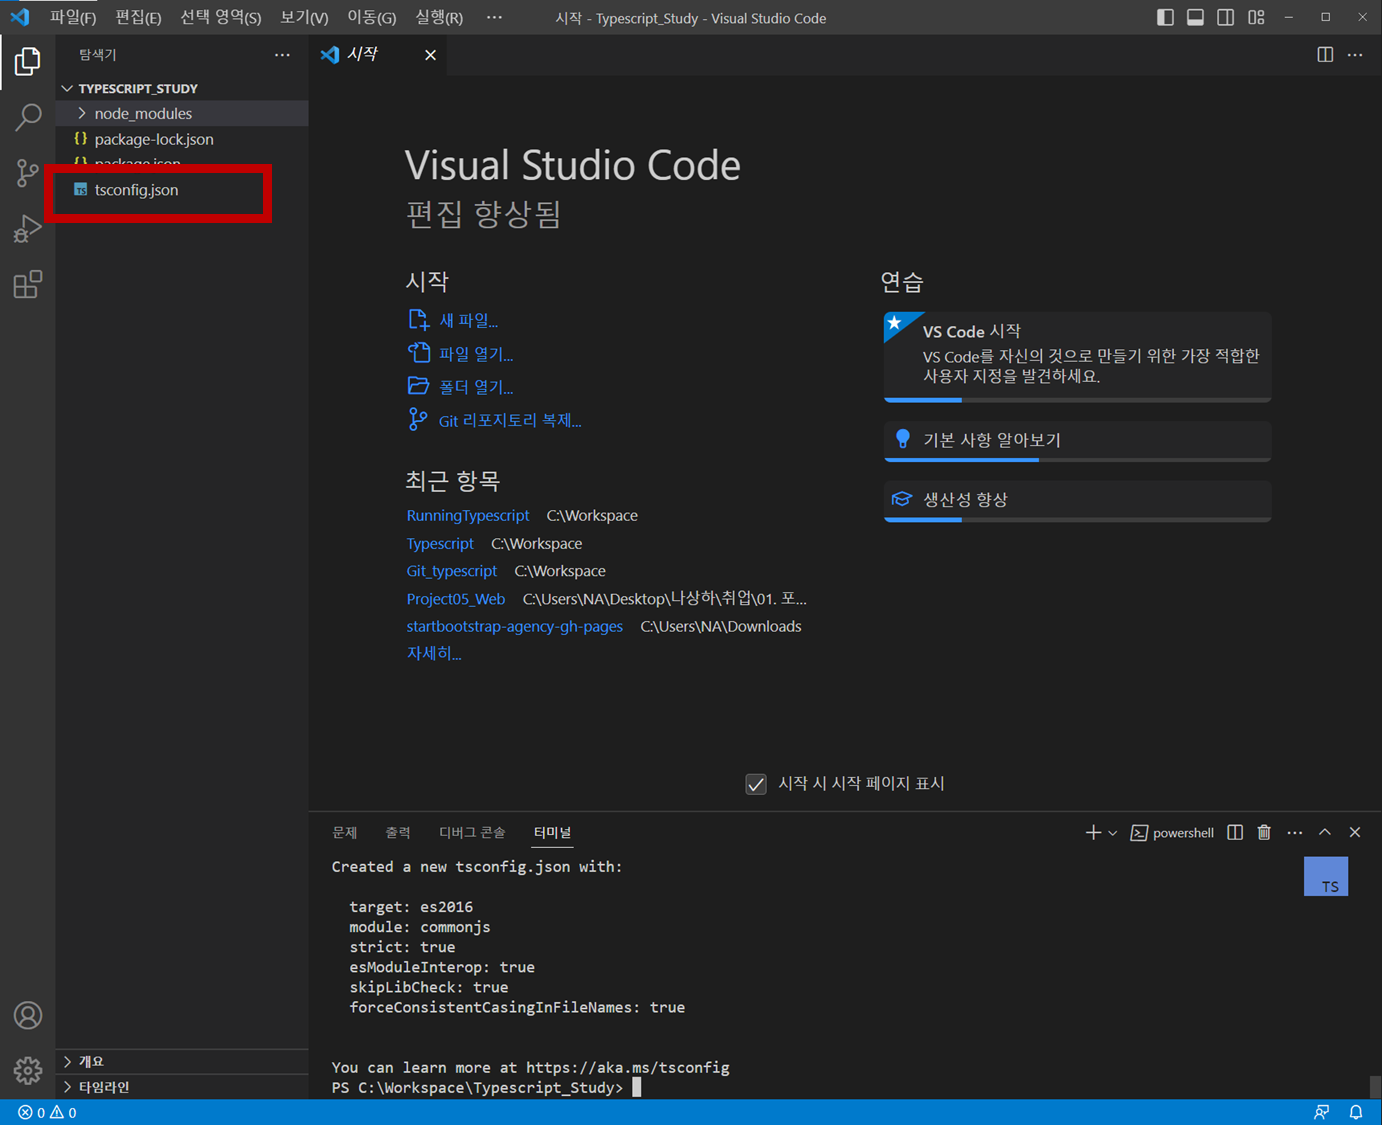 파일(F) 편집(E) 선택 영역(S) 보기(V) 이동(G) 실행(R) ··· 시작 - Typescript_Study - Visual Studio Code
탐색기 ···
시작
TYPESCRIPT_STUDY
node_modules
package-lock.json
package.json
tsconfig.json
Visual Studio Code
편집 향상됨
시작
새 파일...
파일 열기...
폴더 열기...
Git 리포지토리 복제...
최근 항목
RunningTypescript C:\Workspace
Typescript C:\Workspace
Git_typescript C:\Workspace
Project05_Web C:\Users\NA\Desktop\나상하\취업\01. 포...
startbootstrap-agency-gh-pages C:\Users\NA\Downloads
자세히...
연습
VS Code 시작
VS Code를 자신의 것으로 만들기 위한 가장 적합한
사용자 지정을 발견하세요.
기본 사항 알아보기
생산성 향상
시작 시 시작 페이지 표시
문제 출력 디버그 콘솔 터미널 powershell
Created a new tsconfig.json with:
TS
target: es2016
module: commonjs
strict: true
esModuleInterop: true
skipLibCheck: true
forceConsistentCasingInFileNames: true
You can learn more at https://aka.ms/tsconfig
PS C:\Workspace\Typescript_Study>
개요
타임라인
0 0